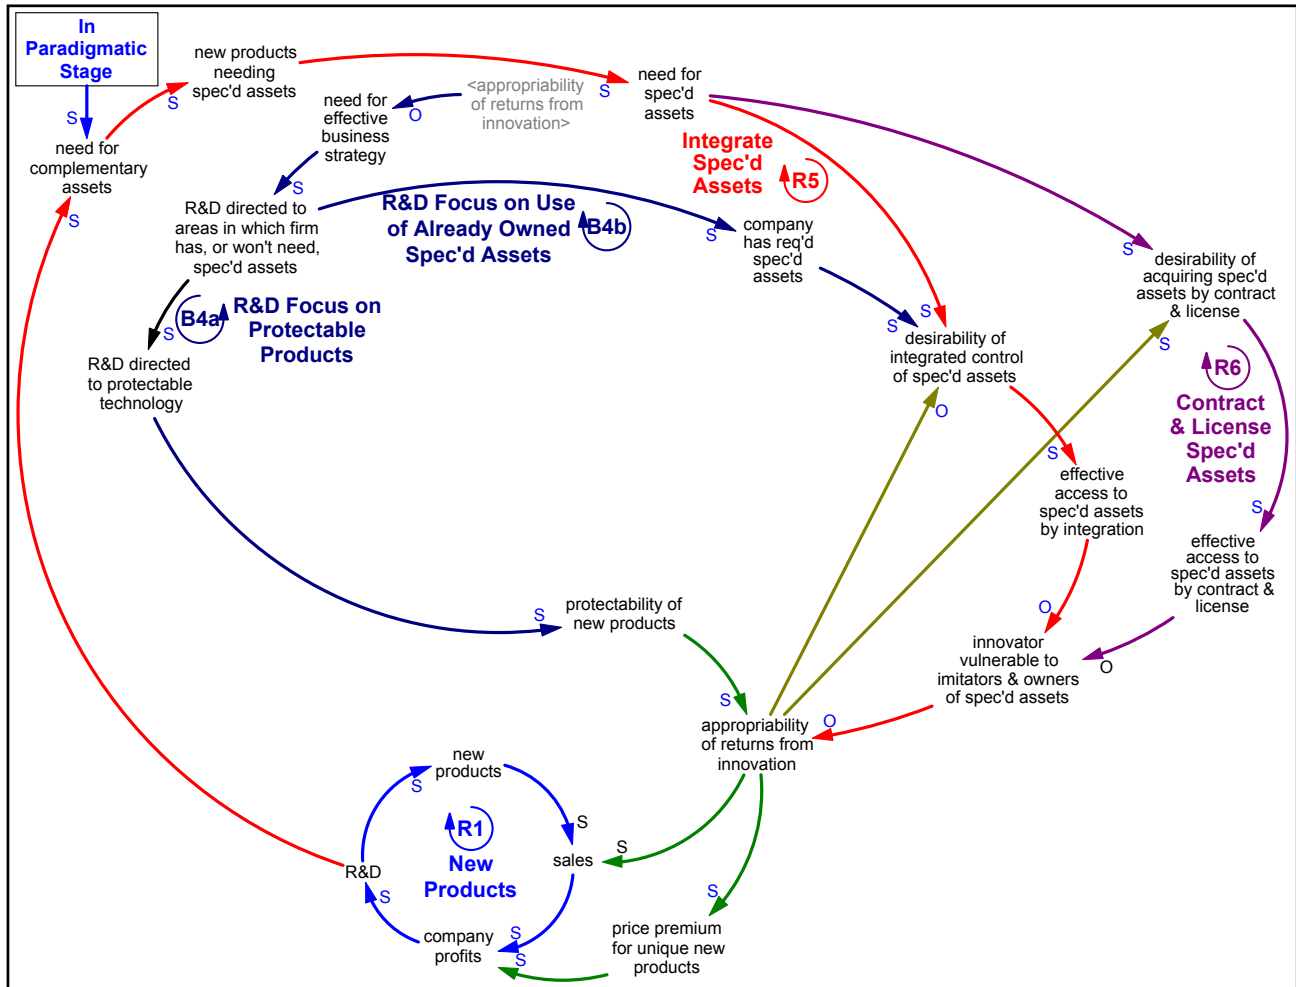 In
Paradigmatic
Stage
S
need for
complementary
assets
S
S
new products
needing
spec'd assets
S
need for
spec'd
assets
<appropriability
of returns from
innovation>
O
need for
effective
business
strategy
S
R&D directed to
areas in which firm
has, or won't need,
spec'd assets
R&D Focus on Use
of Already Owned
Spec'd Assets
B4b
S
company
has req'd
spec'd
assets
Integrate
Spec'd
Assets
R5
S
S
desirability of
integrated control
of spec'd assets
O
S
desirability of
acquiring spec'd
assets by contract
& license
S
R6
Contract
& License
Spec'd
Assets
S
B4a
R&D Focus on
Protectable
Products
S
R&D directed
to protectable
technology
S
effective
access to
spec'd assets
by integration
effective
access to
spec'd assets
by contract &
license
O
O
innovator
vulnerable to
imitators & owners
of spec'd assets
S
protectability of
new products
S
O
appropriability
of returns from
innovation
new
products
S
S
R1
New
Products
S
sales
R&D
S
company
profits
S
S
S
price premium
for unique new
products